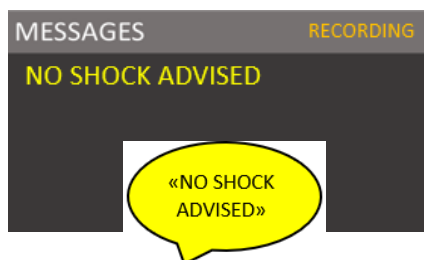 MESSAGES RECORDING
NO SHOCK ADVISED
«NO SHOCK
ADVISED»